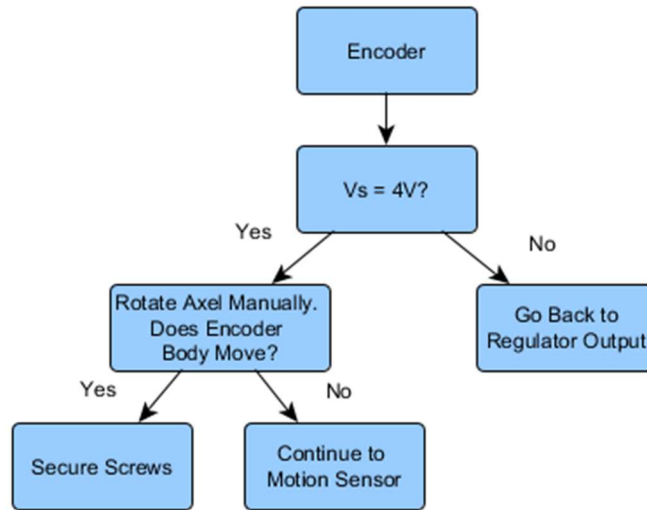 Encoder
Vs = 4V?
Yes
No
Rotate Axel Manually.
Does Encoder
Body Move?
Go Back to
Regulator Output
Yes
No
Secure Screws
Continue to
Motion Sensor